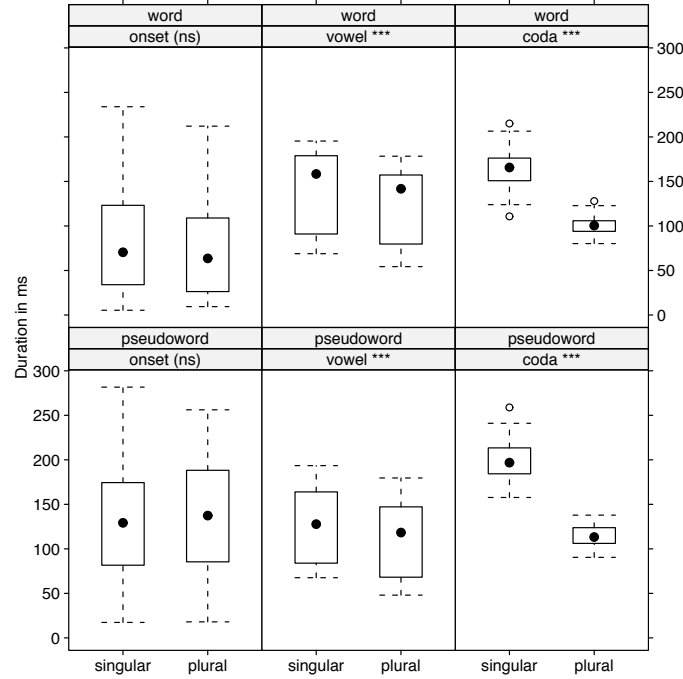 word word word
onset (ns) vowel *** coda ***
300
250
200
150
100
50
0
Duration in ms
pseudoword pseudoword pseudoword
onset (ns) vowel *** coda ***
300
250
200
150
100
50
0
singular plural singular plural singular plural